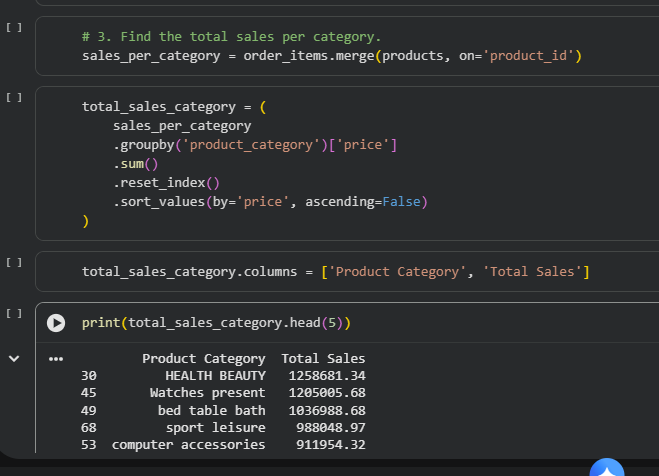 [ ]
# 3. Find the total sales per category.
sales_per_category = order_items.merge(products, on='product_id')
[ ]
total_sales_category = (
    sales_per_category
    .groupby('product_category')['price']
    .sum()
    .reset_index()
    .sort_values(by='price', ascending=False)
)
[ ]
total_sales_category.columns = ['Product Category', 'Total Sales']
[ ]
print(total_sales_category.head(5))
...
        Product Category  Total Sales
30         HEALTH BEAUTY   1258681.34
45       Watches present   1205005.68
49        bed table bath   1036988.68
68         sport leisure    988048.97
53  computer accessories    911954.32